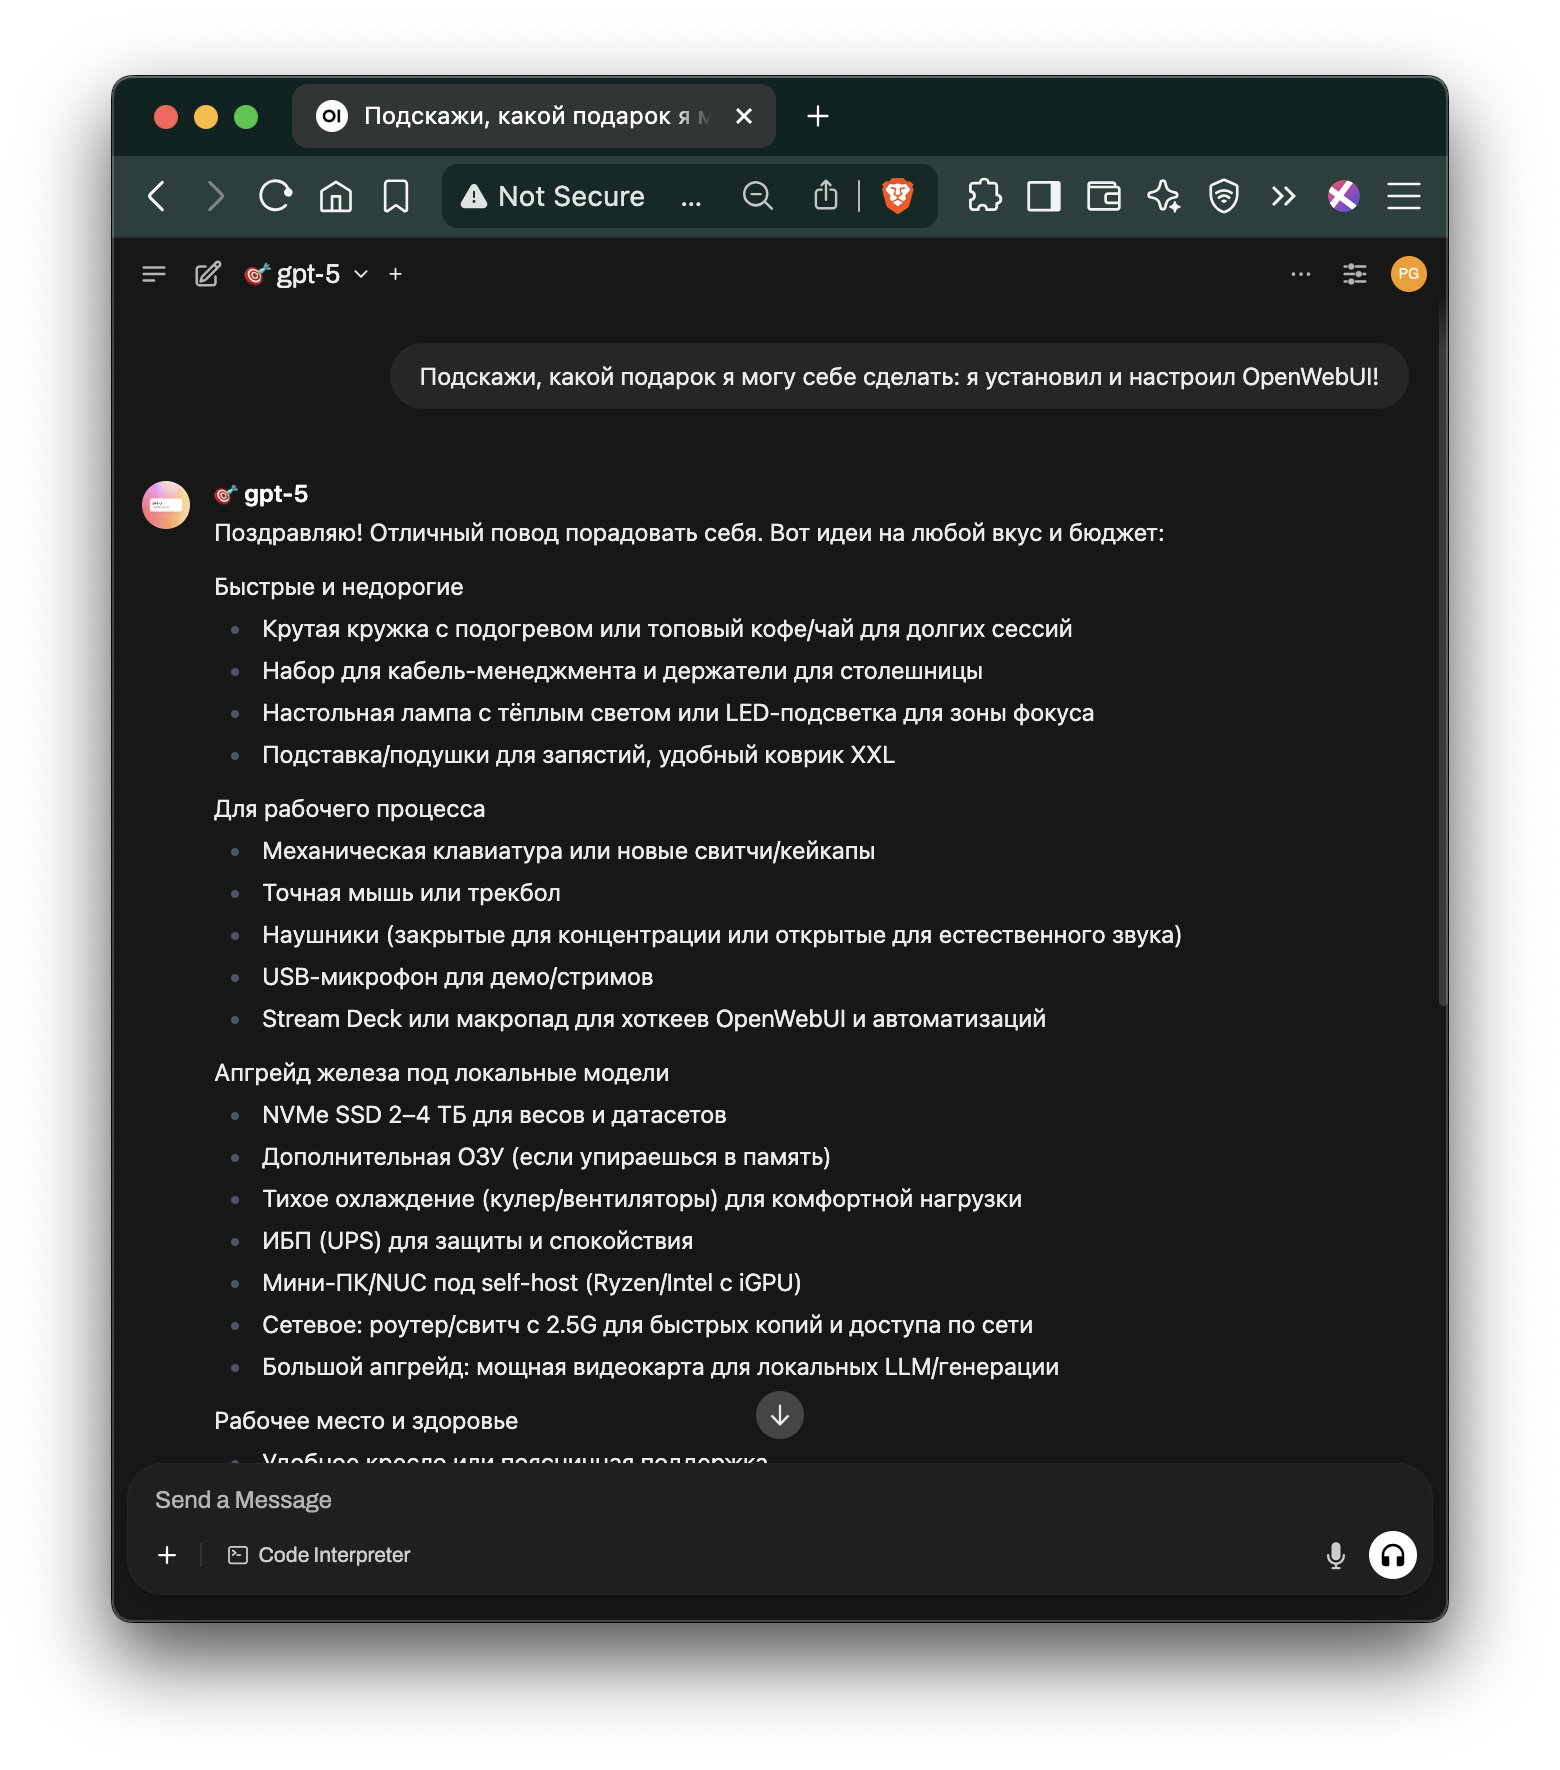 Подскажи, какой подарок я м
Not Secure ...
gpt-5
PG
Подскажи, какой подарок я могу себе сделать: я установил и настроил OpenWebUI!
gpt-5
Поздравляю! Отличный повод порадовать себя. Вот идеи на любой вкус и бюджет:
Быстрые и недорогие
Крутая кружка с подогревом или топовый кофе/чай для долгих сессий
Набор для кабель-менеджмента и держатели для столешницы
Настольная лампа с тёплым светом или LED-подсветка для зоны фокуса
Подставка/подушки для запястий, удобный коврик XXL
Для рабочего процесса
Механическая клавиатура или новые свитчи/кейкапы
Точная мышь или трекбол
Наушники (закрытые для концентрации или открытые для естественного звука)
USB-микрофон для демо/стримов
Stream Deck или макропад для хоткеев OpenWebUI и автоматизаций
Апгрейд железа под локальные модели
NVMe SSD 2–4 ТБ для весов и датасетов
Дополнительная ОЗУ (если упираешься в память)
Тихое охлаждение (кулер/вентиляторы) для комфортной нагрузки
ИБП (UPS) для защиты и спокойствия
Мини-ПК/NUC под self-host (Ryzen/Intel с iGPU)
Сетевое: роутер/свитч с 2.5G для быстрых копий и доступа по сети
Большой апгрейд: мощная видеокарта для локальных LLM/генерации
Рабочее место и здоровье
Удобное кресло или поясничная поддержка
Send a Message
Code Interpreter